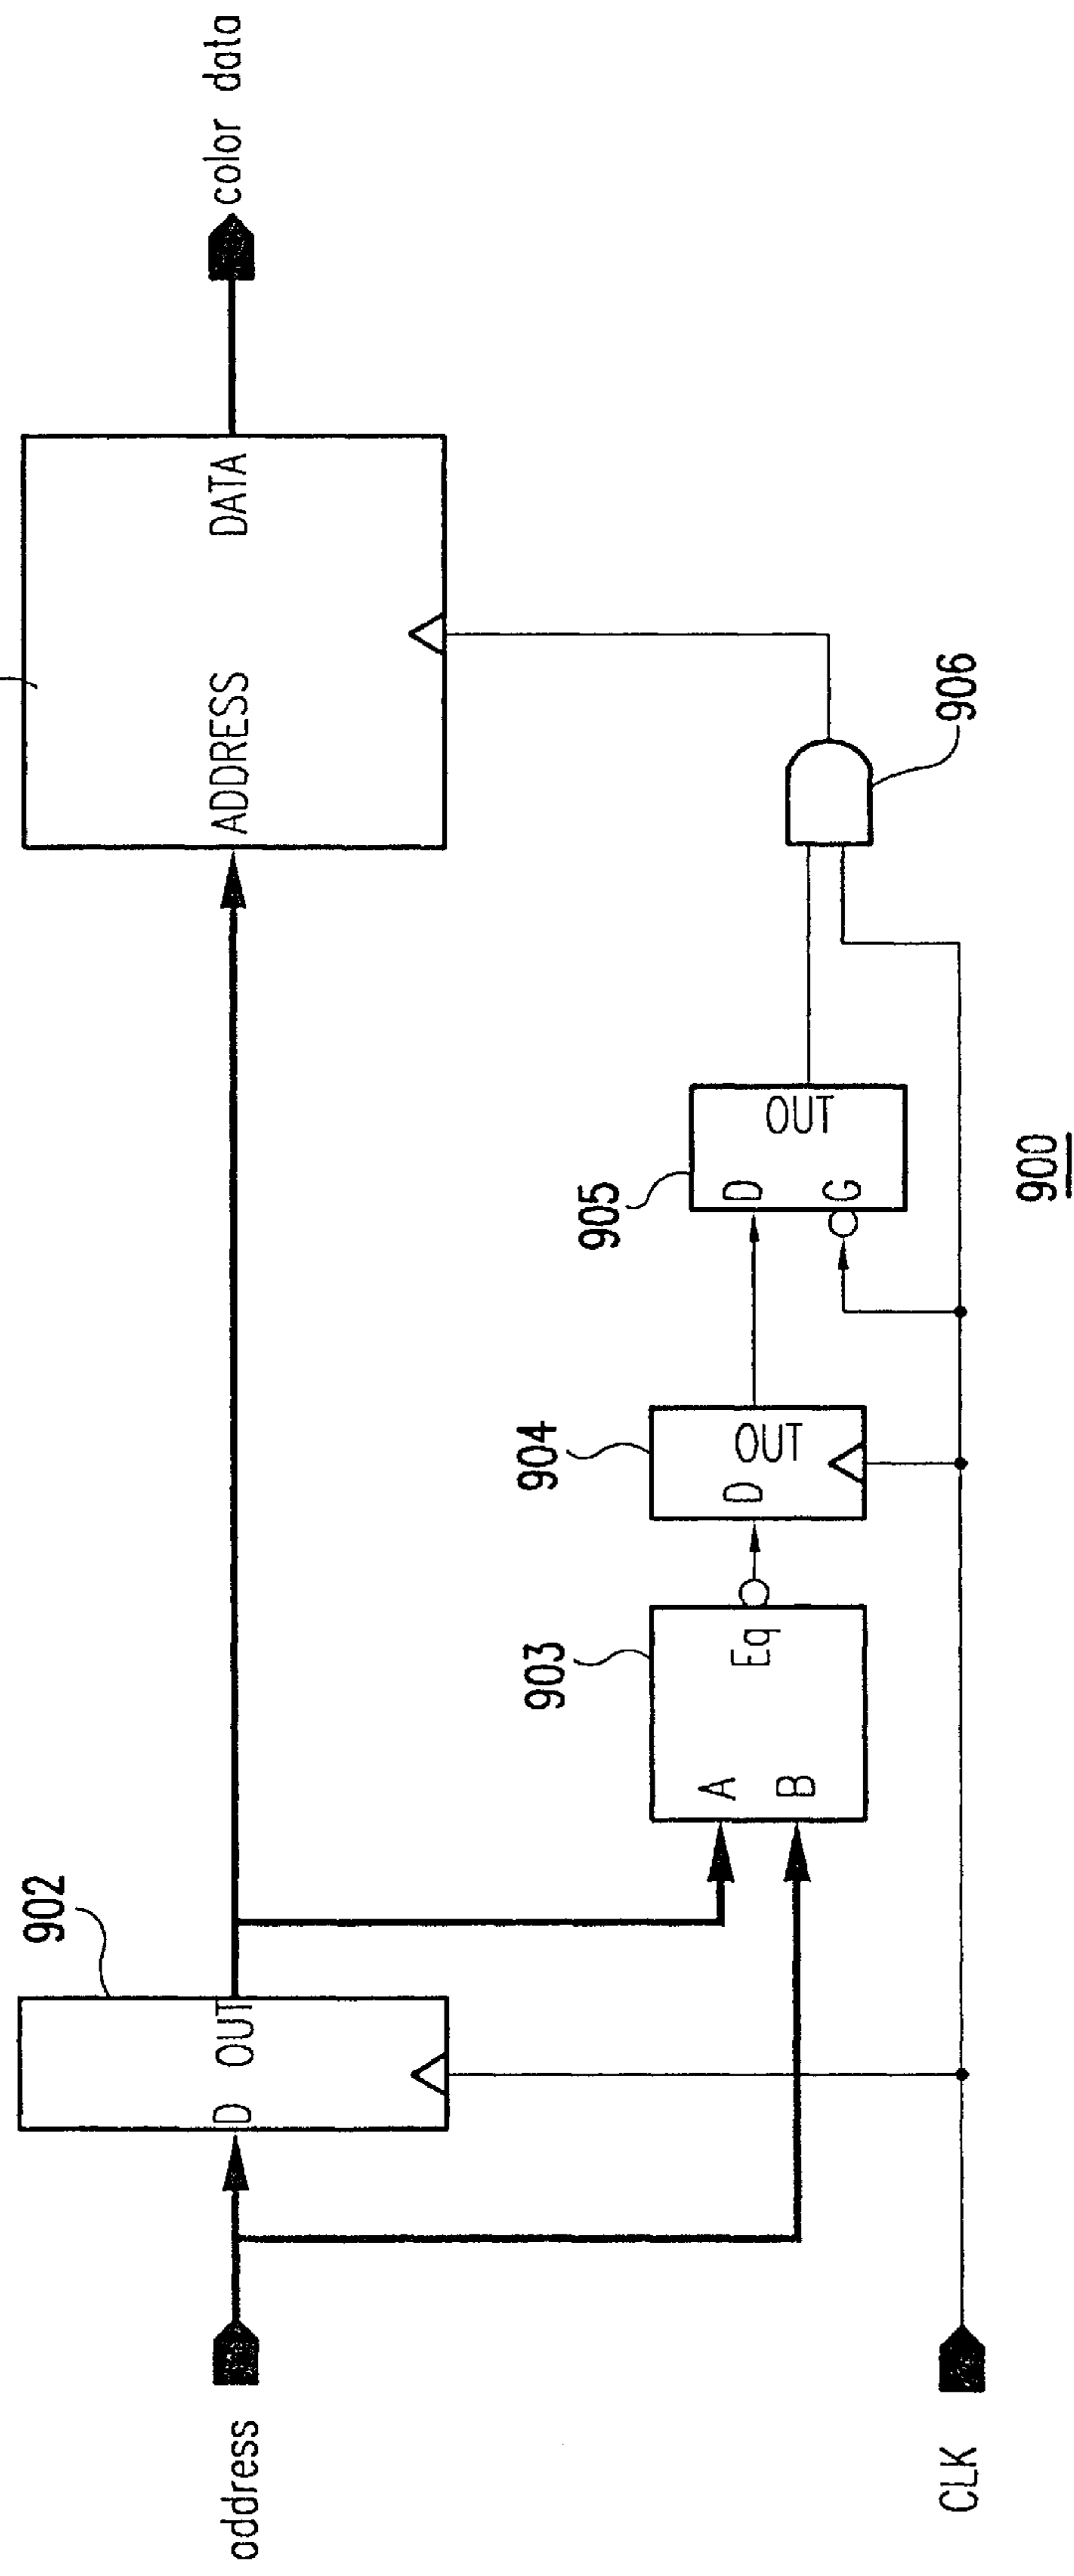 address
902
D OUT
ADDRESS DATA
color data
903
A
B
Eq
904
D OUT
905
D
G
OUT
906
CLK
900